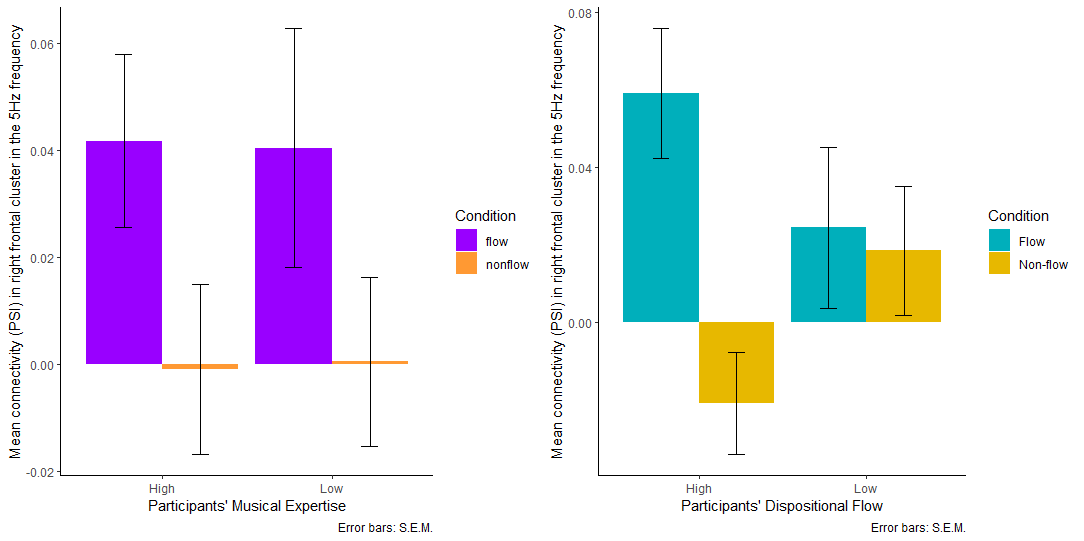 Mean connectivity (PSI) in right frontal cluster in the 5Hz frequency
0.06
0.04
0.02
0.00
-0.02
High
Low
Participants' Musical Expertise
Error bars: S.E.M.
Condition
flow
nonflow
Mean connectivity (PSI) in right frontal cluster in the 5Hz frequency
0.08
0.04
0.00
High
Low
Participants' Dispositional Flow
Error bars: S.E.M.
Condition
Flow
Non-flow